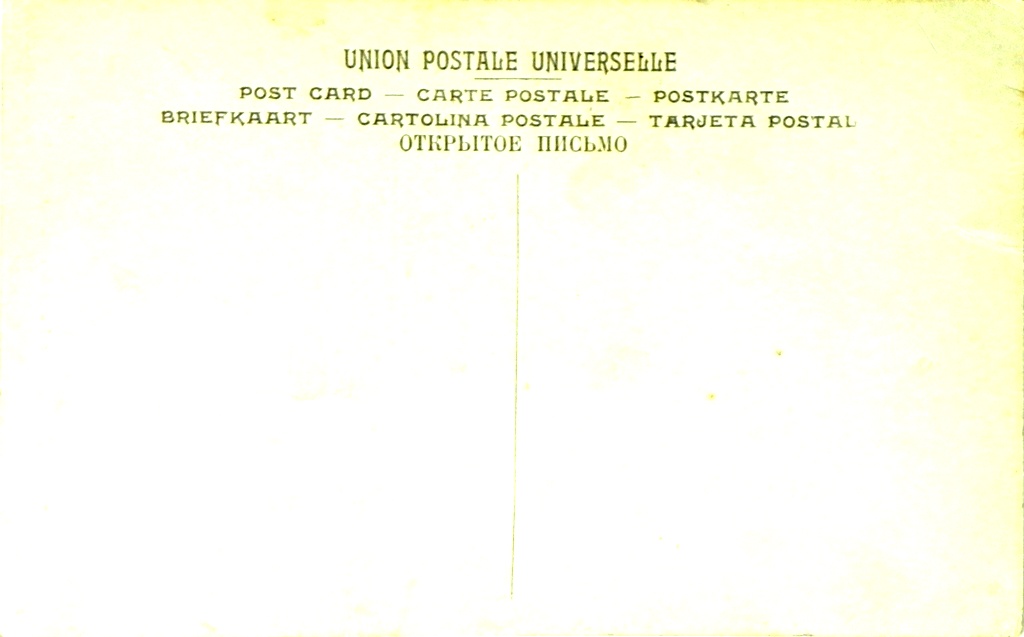 UNION POSTALE UNIVERSELLE
POST CARD — CARTE POSTALE — POSTKARTE
BRIEFKAART — CARTOLINA POSTALE — TARJETA POSTAL
ОТКРЫТОЕ ПИСЬМО